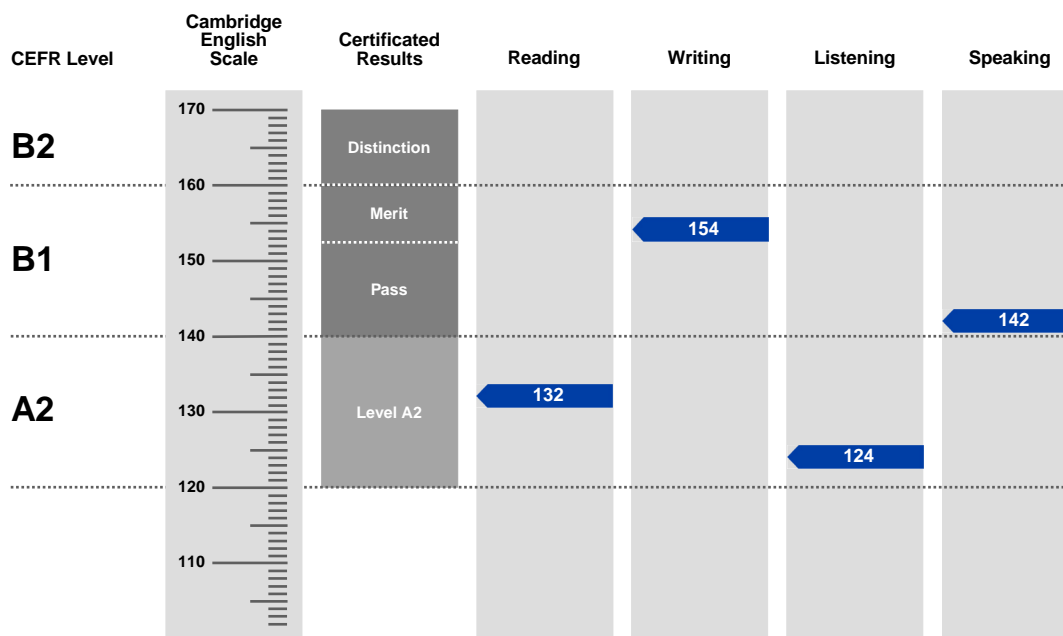 CEFR Level
Cambridge
English
Scale
Certificated
Results
Reading
Writing
Listening
Speaking
170
B2
Distinction
160
Merit
154
B1
150
Pass
142
140
132
A2
130
Level A2
124
120
110